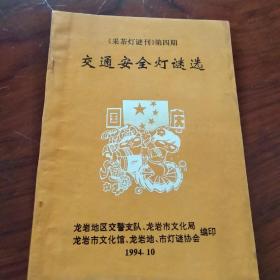 《采茶灯谜刊》第四期
交通安全灯谜选
国 庆
龙岩地区交警支队、龙岩市文化局
龙岩市文化馆、龙岩地、市灯谜协会 编印
1994.10